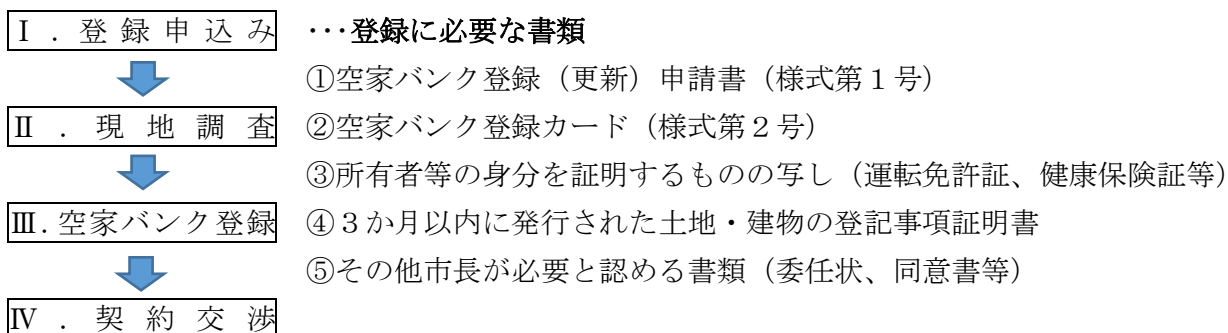 Ⅰ．登録申込み …登録に必要な書類
①空家バンク登録（更新）申請書（様式第１号）
Ⅱ．現地調査 ②空家バンク登録カード（様式第２号）
③所有者等の身分を証明するものの写し（運転免許証、健康保険証等）
Ⅲ.空家バンク登録 ④３か月以内に発行された土地・建物の登記事項証明書
⑤その他市長が必要と認める書類（委任状、同意書等）
Ⅳ．契約交渉